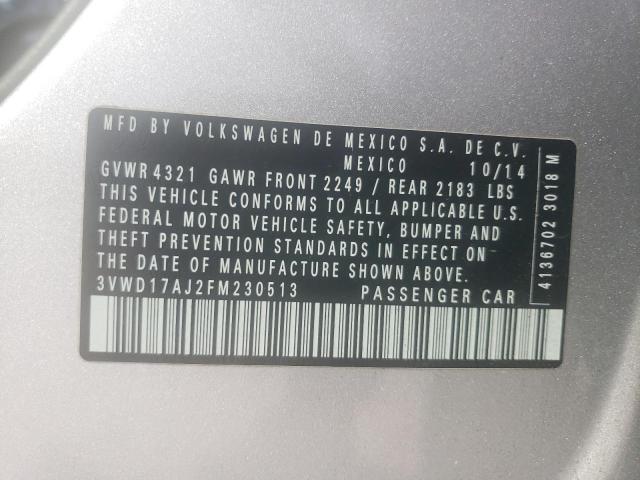 MFD BY VOLKSWAGEN DE MEXICO S.A. DE C.V.
MEXICO 10/14
GVWR 4321 GAWR FRONT 2249 / REAR 2183 LBS
THIS VEHICLE CONFORMS TO ALL APPLICABLE U.S.
FEDERAL MOTOR VEHICLE SAFETY, BUMPER AND
THEFT PREVENTION STANDARDS IN EFFECT ON
THE DATE OF MANUFACTURE SHOWN ABOVE.
3VWD17AJ2FM230513 PASSENGER CAR
4136702 3018 M